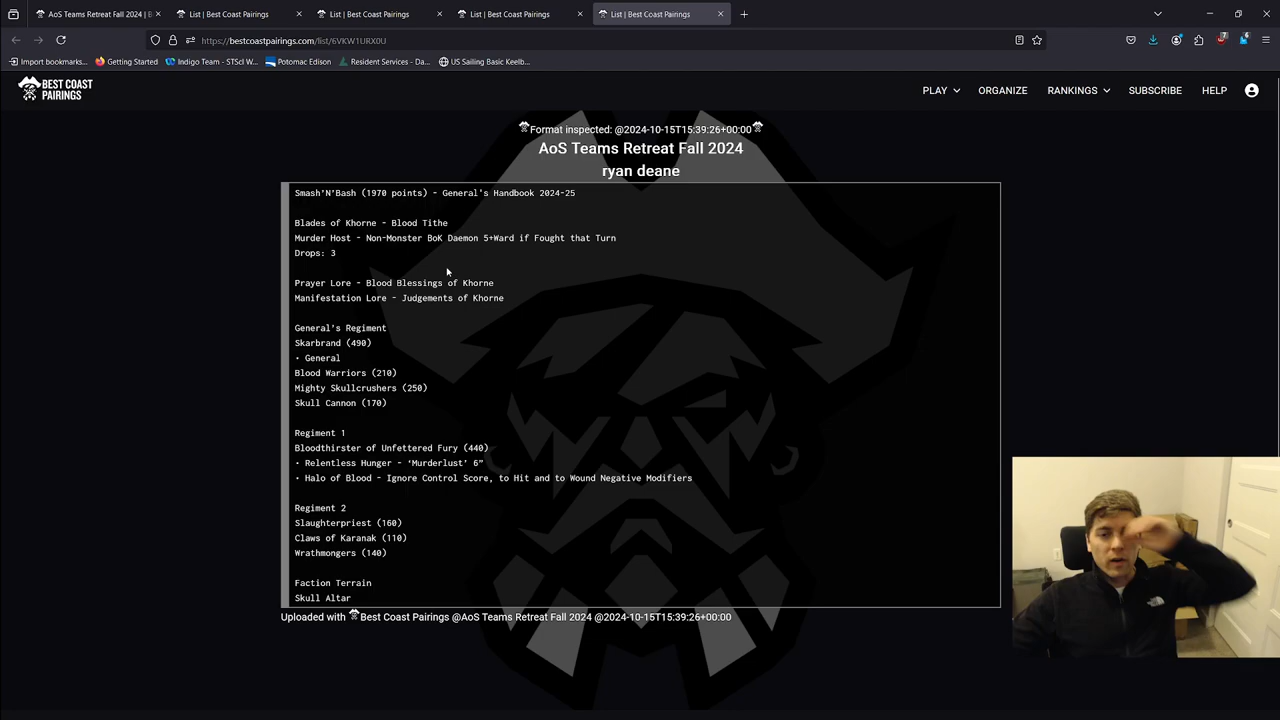 AoS Teams Retreat Fall 2024 | B
List | Best Coast Pairings
List | Best Coast Pairings
List | Best Coast Pairings
List | Best Coast Pairings
https://bestcoastpairings.com/list/6VKW1URX0U
Import bookmarks...
Getting Started
Indigo Team - STScI W...
Potomac Edison
Resident Services - Da...
US Sailing Basic Keelb...
BEST COAST
PAIRINGS
PLAY
ORGANIZE
RANKINGS
SUBSCRIBE
HELP
Format inspected: @2024-10-15T15:39:26+00:00
AoS Teams Retreat Fall 2024
ryan deane
Smash'N'Bash (1970 points) - General's Handbook 2024-25
Blades of Khorne - Blood Tithe
Murder Host - Non-Monster BoK Daemon 5+Ward if Fought that Turn
Drops: 3
Prayer Lore - Blood Blessings of Khorne
Manifestation Lore - Judgements of Khorne
General's Regiment
Skarbrand (490)
• General
Blood Warriors (210)
Mighty Skullcrushers (250)
Skull Cannon (170)
Regiment 1
Bloodthirster of Unfettered Fury (440)
• Relentless Hunger - ‘Murderlust’ 6”
• Halo of Blood - Ignore Control Score, to Hit and to Wound Negative Modifiers
Regiment 2
Slaughterpriest (160)
Claws of Karanak (110)
Wrathmongers (140)
Faction Terrain
Skull Altar
Uploaded with Best Coast Pairings @AoS Teams Retreat Fall 2024 @2024-10-15T15:39:26+00:00